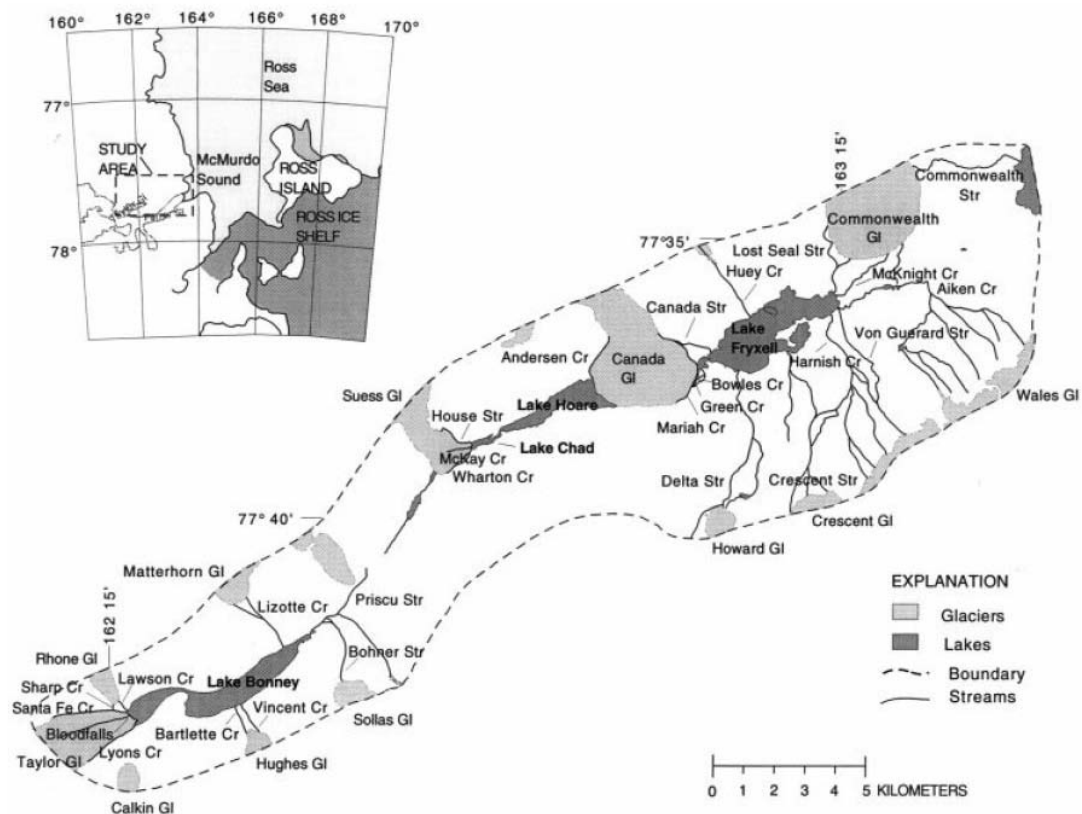 160°
162°
164°
166°
168°
170°
Ross
Sea
77°
STUDY
AREA
McMurdo
Sound
ROSS
ISLAND
ROSS ICE
SHELF
78°
163 15'
Commonwealth
Str
Commonwealth
Gl
77°35'
Lost Seal Str
Huey Cr
McKnight Cr
Aiken Cr
Canada Str
Lake
Fryxell
Von Guerard Str
Andersen Cr
Canada
Gl
Harnish Cr
Bowles Cr
Green Cr
Mariah Cr
Wales Gl
Suess Gl
House Str
Lake Hoare
Lake Chad
McKay Cr
Wharton Cr
Delta Str
Crescent Str
Crescent Gl
Howard Gl
77° 40'
Matterhorn Gl
Lizotte Cr
Priscu Str
162 15'
Bohner Str
Rhone Gl
Lawson Cr
Sharp Cr
Santa Fe Cr
Lake Bonney
Bloodfalls
Vincent Cr
Bartlette Cr
Sollas Gl
Taylor Gl
Lyons Cr
Hughes Gl
Calkin Gl
EXPLANATION
Glaciers
Lakes
Boundary
Streams
0 1 2 3 4 5 KILOMETERS